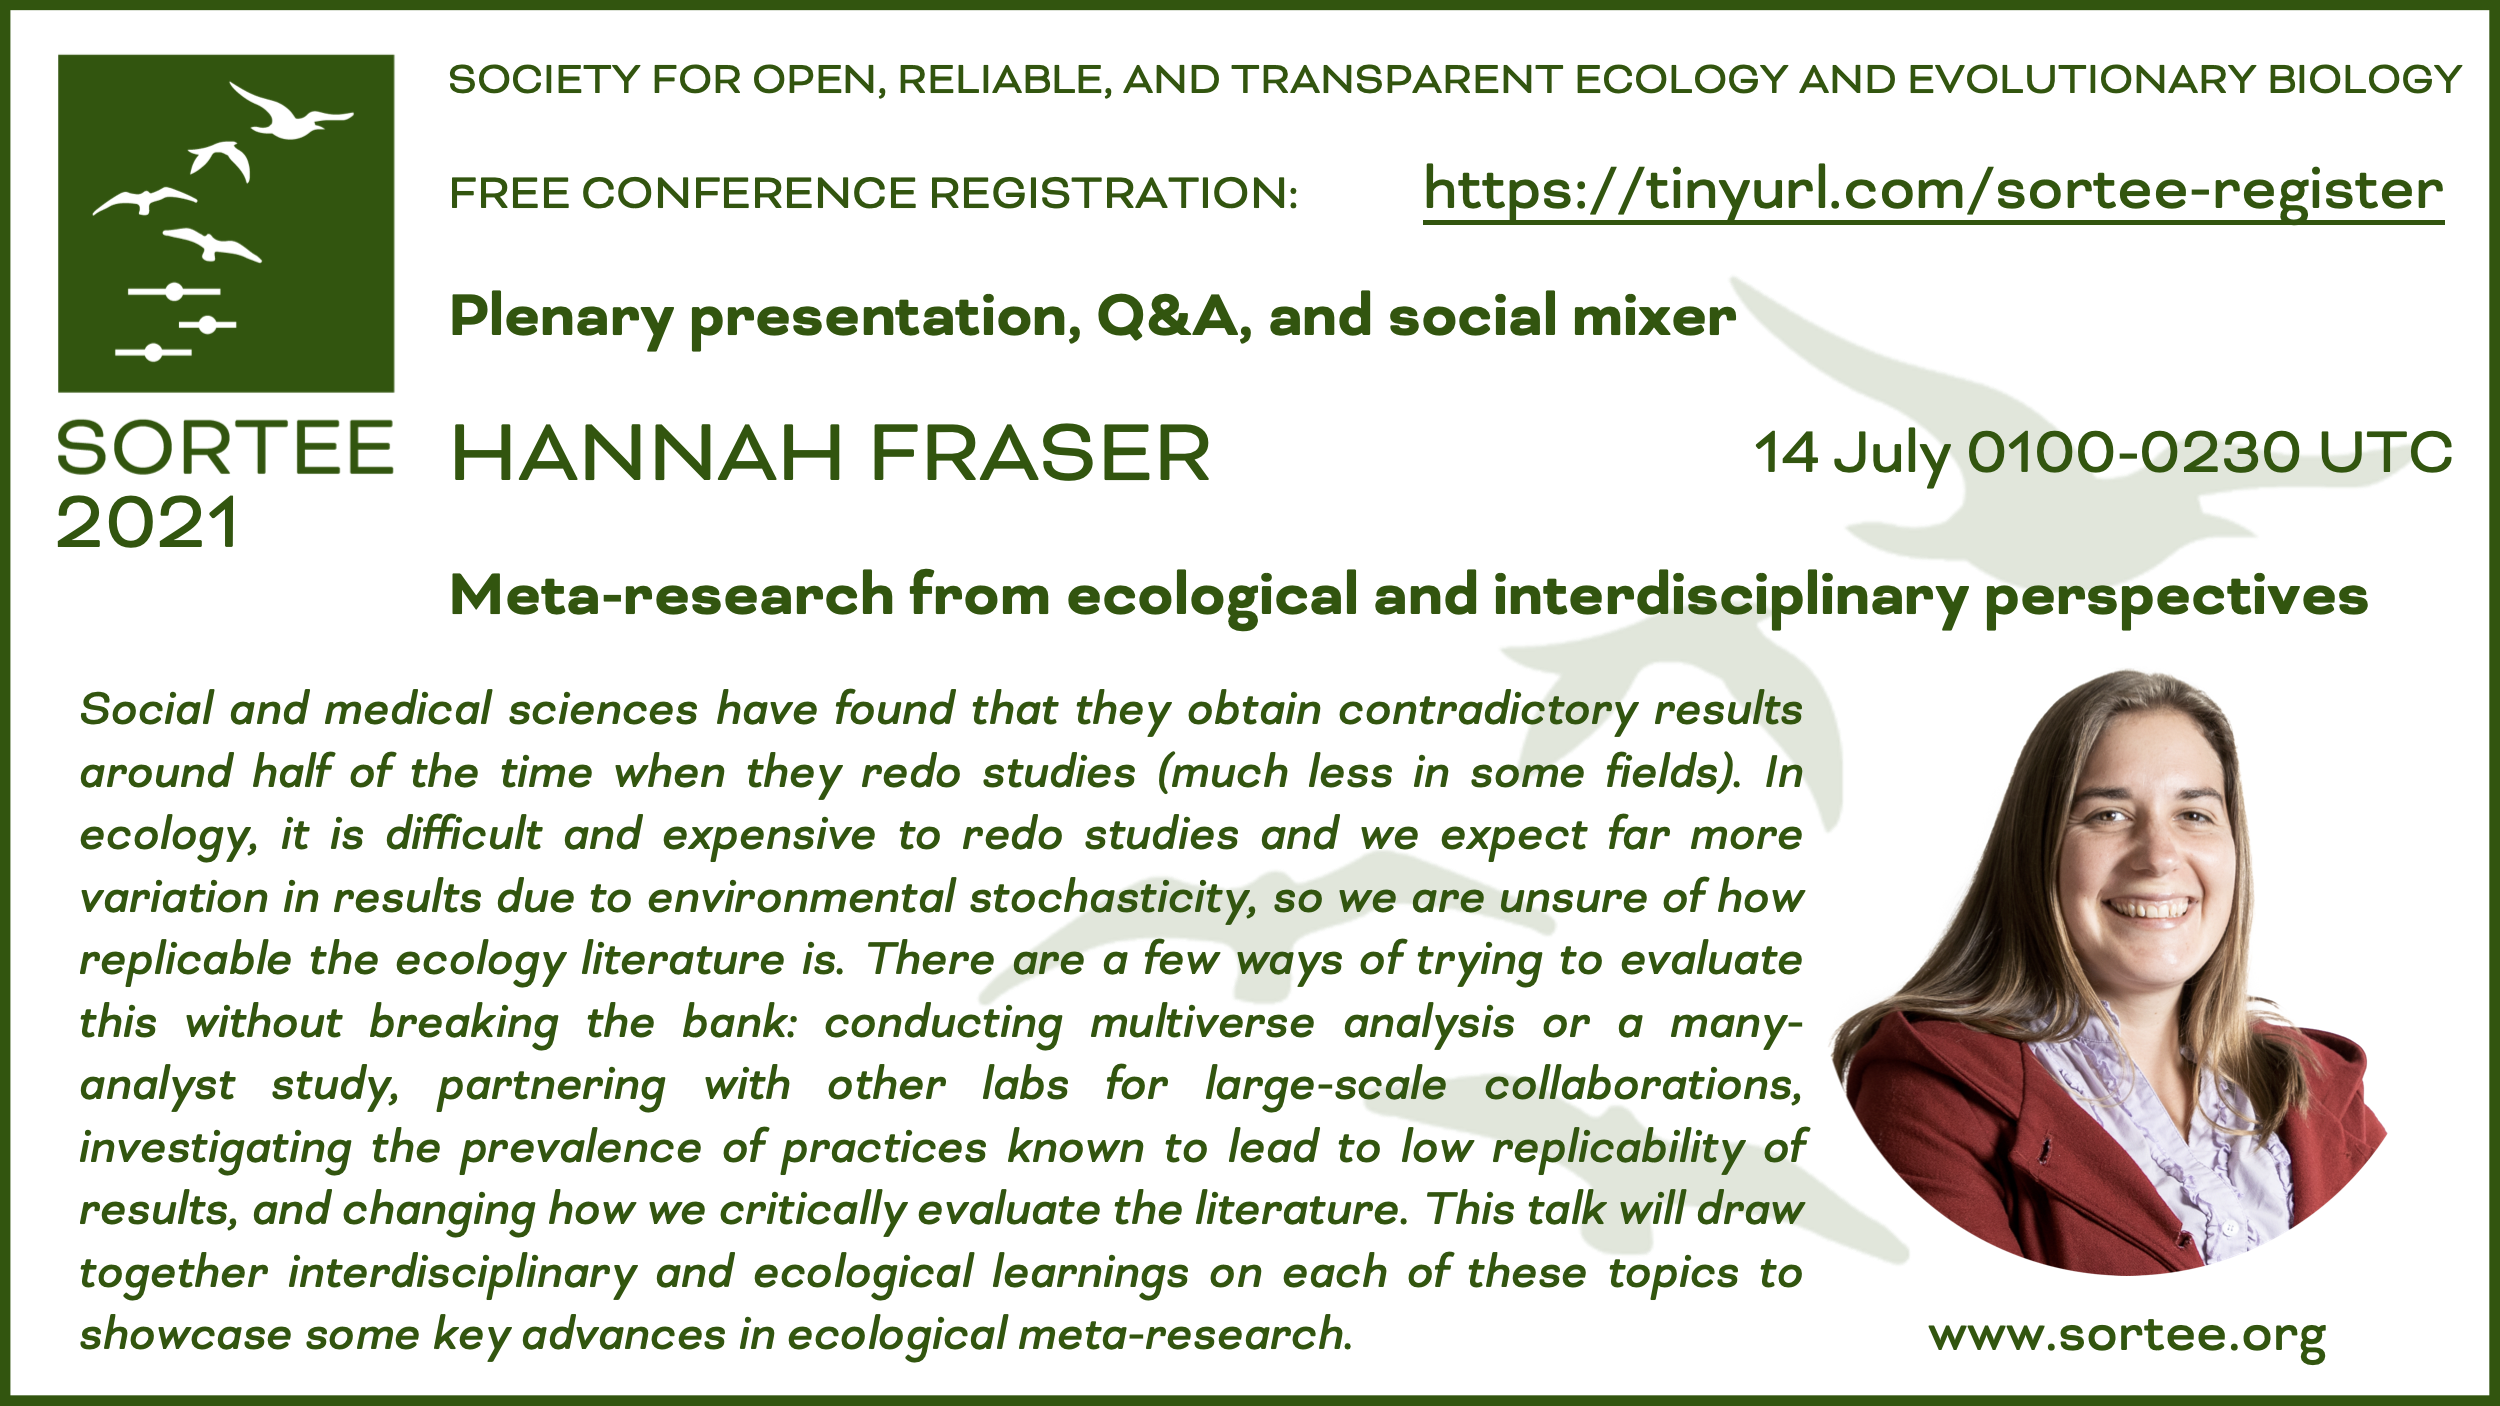 SOCIETY FOR OPEN, RELIABLE, AND TRANSPARENT ECOLOGY AND EVOLUTIONARY BIOLOGY
FREE CONFERENCE REGISTRATION: https://tinyurl.com/sortee-register
Plenary presentation, Q&A, and social mixer
SORTEE
2021
HANNAH FRASER 14 July 0100-0230 UTC
Meta-research from ecological and interdisciplinary perspectives
Social and medical sciences have found that they obtain contradictory results
around half of the time when they redo studies (much less in some fields). In
ecology, it is difficult and expensive to redo studies and we expect far more
variation in results due to environmental stochasticity, so we are unsure of how
replicable the ecology literature is. There are a few ways of trying to evaluate
this without breaking the bank: conducting multiverse analysis or a many-
analyst study, partnering with other labs for large-scale collaborations,
investigating the prevalence of practices known to lead to low replicability of
results, and changing how we critically evaluate the literature. This talk will draw
together interdisciplinary and ecological learnings on each of these topics to
showcase some key advances in ecological meta-research.
www.sortee.org